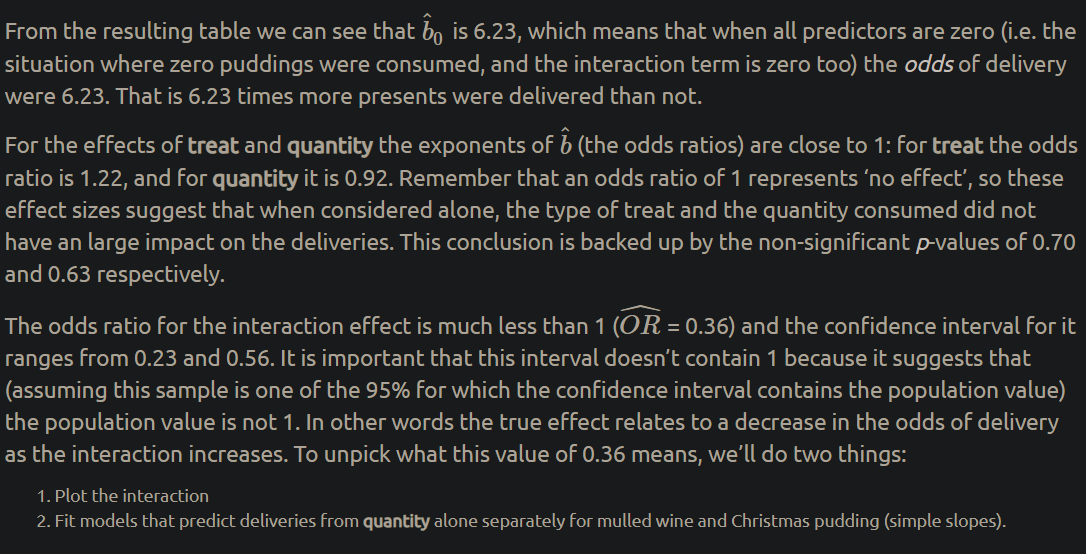 From the resulting table we can see that b̂₀ is 6.23, which means that when all predictors are zero (i.e. the
situation where zero puddings were consumed, and the interaction term is zero too) the odds of delivery
were 6.23. That is 6.23 times more presents were delivered than not.
For the effects of treat and quantity the exponents of b̂ (the odds ratios) are close to 1: for treat the odds
ratio is 1.22, and for quantity it is 0.92. Remember that an odds ratio of 1 represents ‘no effect’, so these
effect sizes suggest that when considered alone, the type of treat and the quantity consumed did not
have an large impact on the deliveries. This conclusion is backed up by the non-significant p-values of 0.70
and 0.63 respectively.
The odds ratio for the interaction effect is much less than 1 (ÔR = 0.36) and the confidence interval for it
ranges from 0.23 and 0.56. It is important that this interval doesn’t contain 1 because it suggests that
(assuming this sample is one of the 95% for which the confidence interval contains the population value)
the population value is not 1. In other words the true effect relates to a decrease in the odds of delivery
as the interaction increases. To unpick what this value of 0.36 means, we’ll do two things:
1. Plot the interaction
2. Fit models that predict deliveries from quantity alone separately for mulled wine and Christmas pudding (simple slopes).